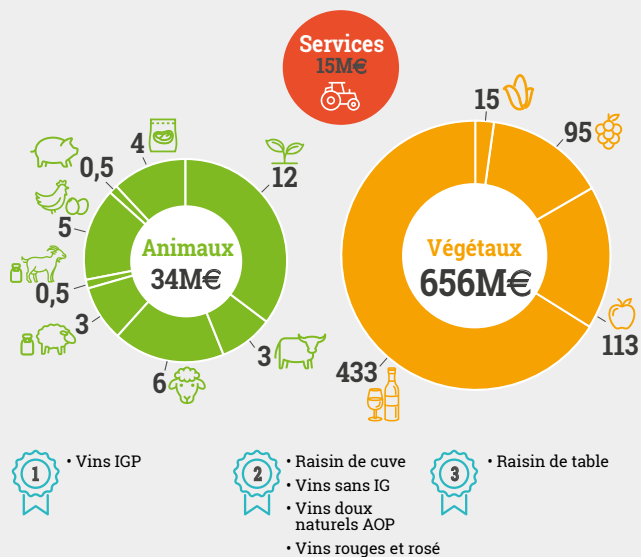 Services
15M€
15
95
4
0,5
12
5
Animaux
34M€
Végétaux
656M€
0,5
3
3
113
6
433
1
• Vins IGP
2
• Raisin de cuve
• Vins sans IG
• Vins doux
naturels AOP
• Vins rouges et rosé
3
• Raisin de table